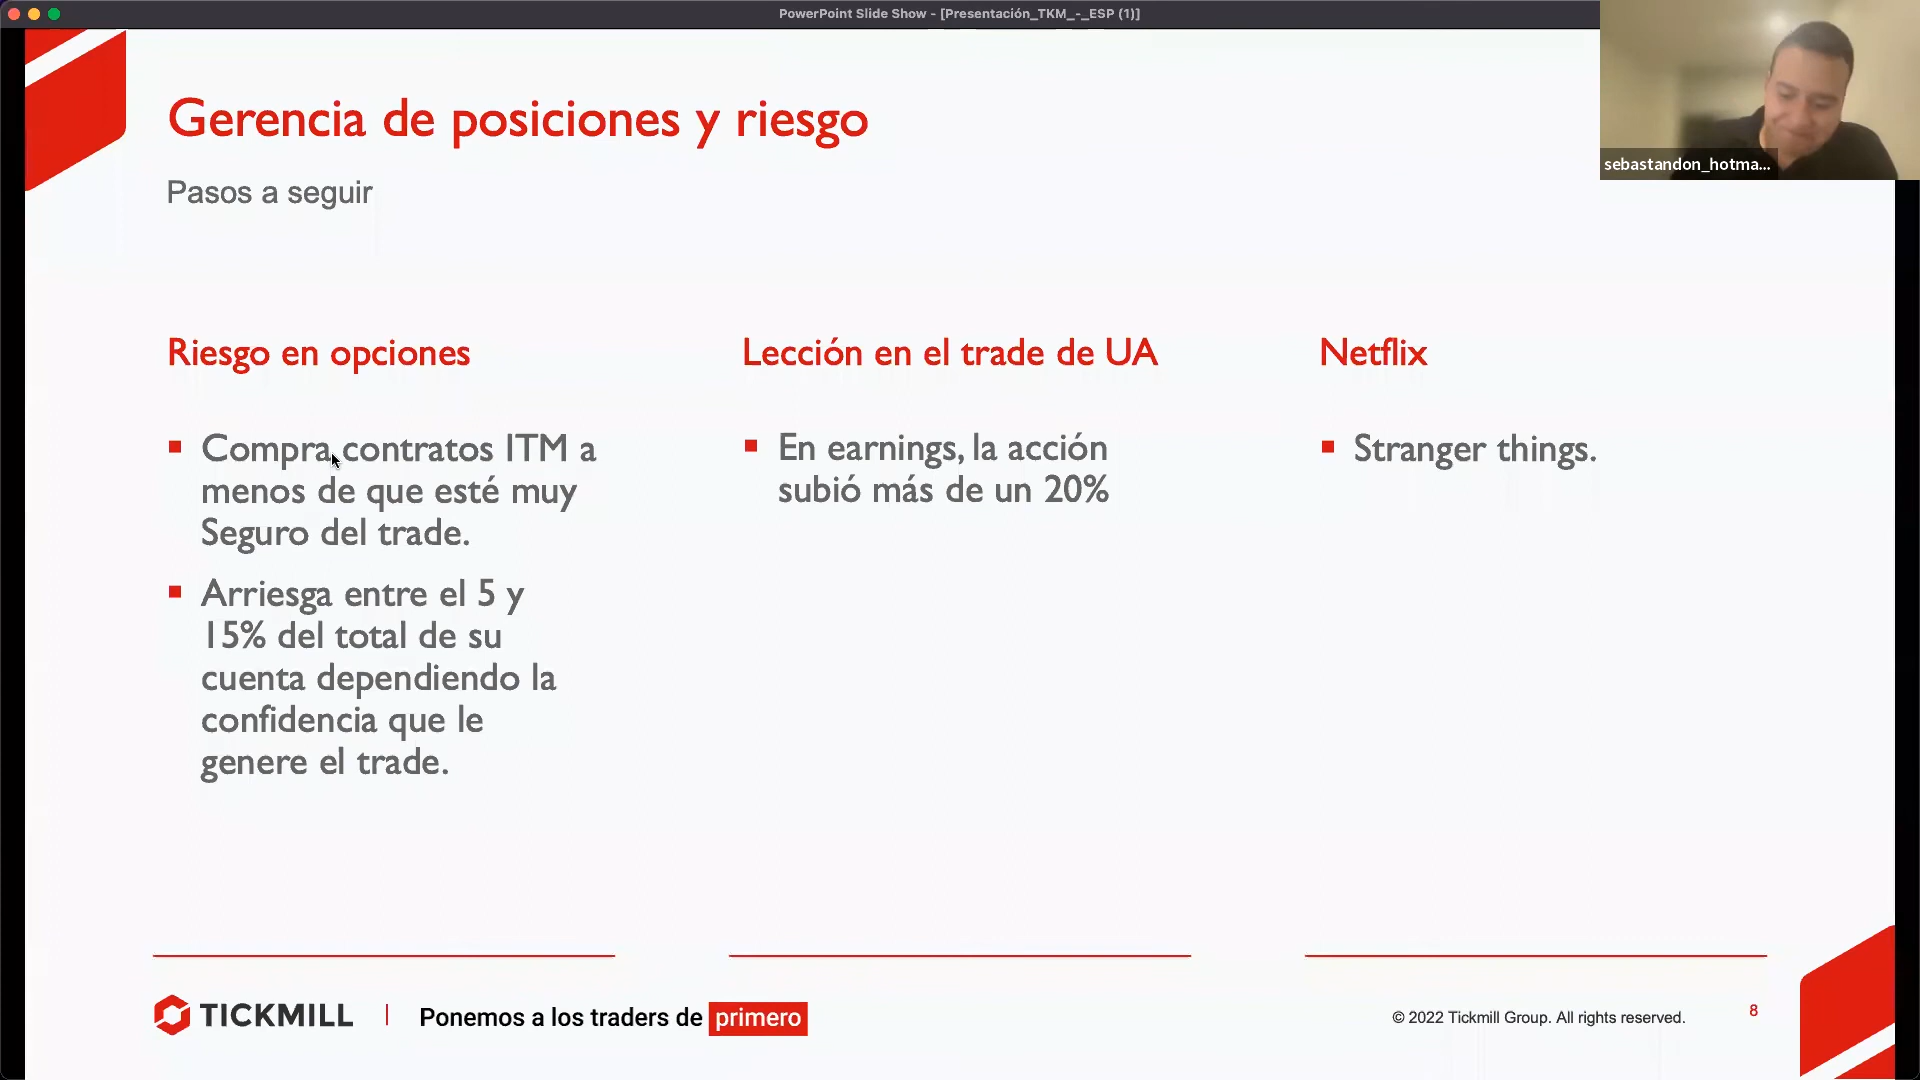 PowerPoint Slide Show - [Presentación_TKM_-_ESP (1)]
sebastandon_hotma...
Gerencia de posiciones y riesgo
Pasos a seguir
Riesgo en opciones
Compra contratos ITM a
menos de que esté muy
Seguro del trade.
Arriesga entre el 5 y
15% del total de su
cuenta dependiendo la
confidencia que le
genere el trade.
Lección en el trade de UA
En earnings, la acción
subió más de un 20%
Netflix
Stranger things.
TICKMILL | Ponemos a los traders de primero
© 2022 Tickmill Group. All rights reserved.
8